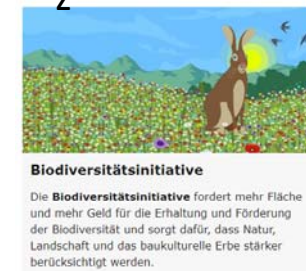 Biodiversitätsinitiative
Die Biodiversitätsinitiative fordert mehr Fläche
und mehr Geld für die Erhaltung und Förderung
der Biodiversität und sorgt dafür, dass Natur,
Landschaft und das baukulturelle Erbe stärker
berücksichtigt werden.